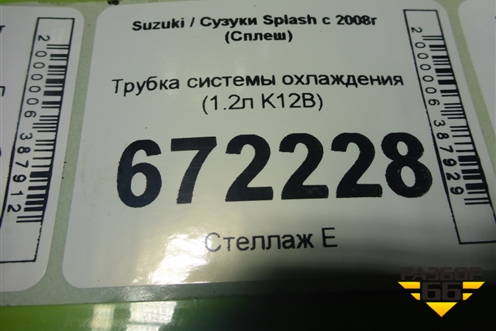 Suzuki / Сузуки Splash с 2008г
(Сплеш)
Трубка системы охлаждения
(1.2л K12B)
672228
Стеллаж Е
2000006387912
2000006387929
РАЗБОР
66